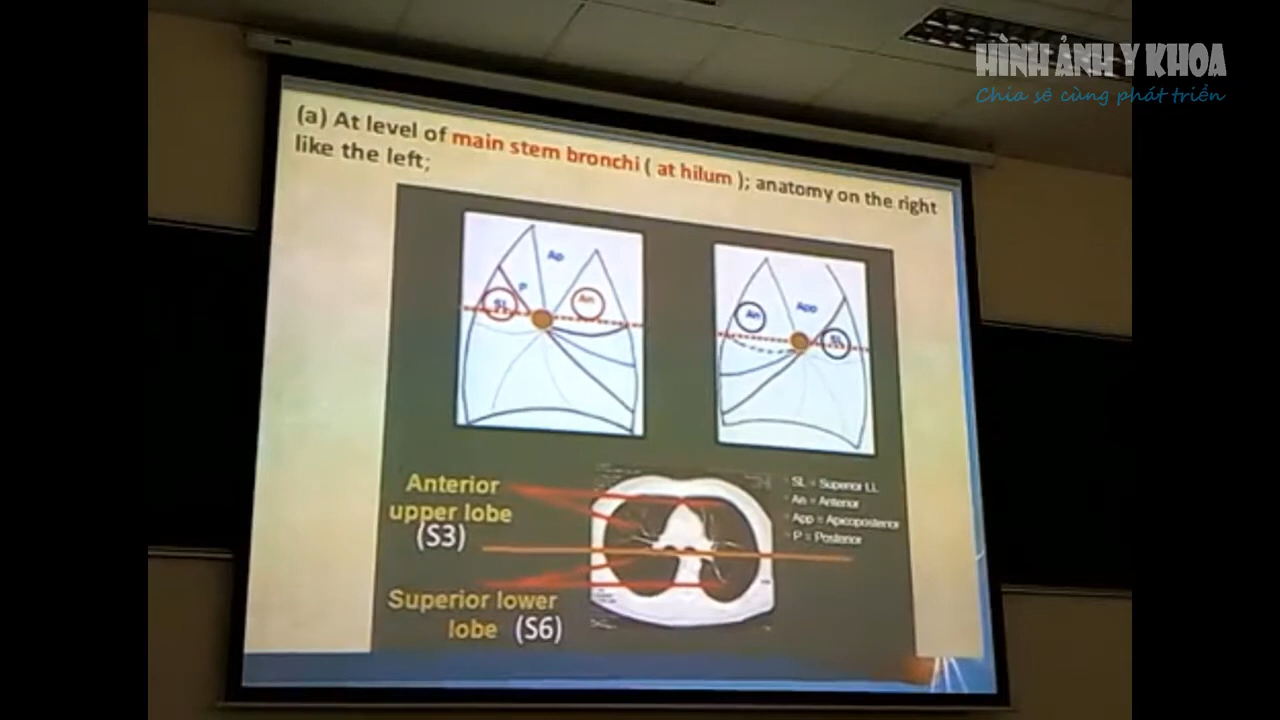 HÌNH ẢNH Y KHOA
Chia sẻ cùng phát triển
(a) At level of main stem bronchi ( at hilum ); anatomy on the right
like the left;
Ap
P
SL
An
An
App
SL
Anterior
upper lobe
(S3)
Superior lower
lobe (S6)
SL = Superior LL
An = Anterior
App = Apicoposterior
P = Posterior